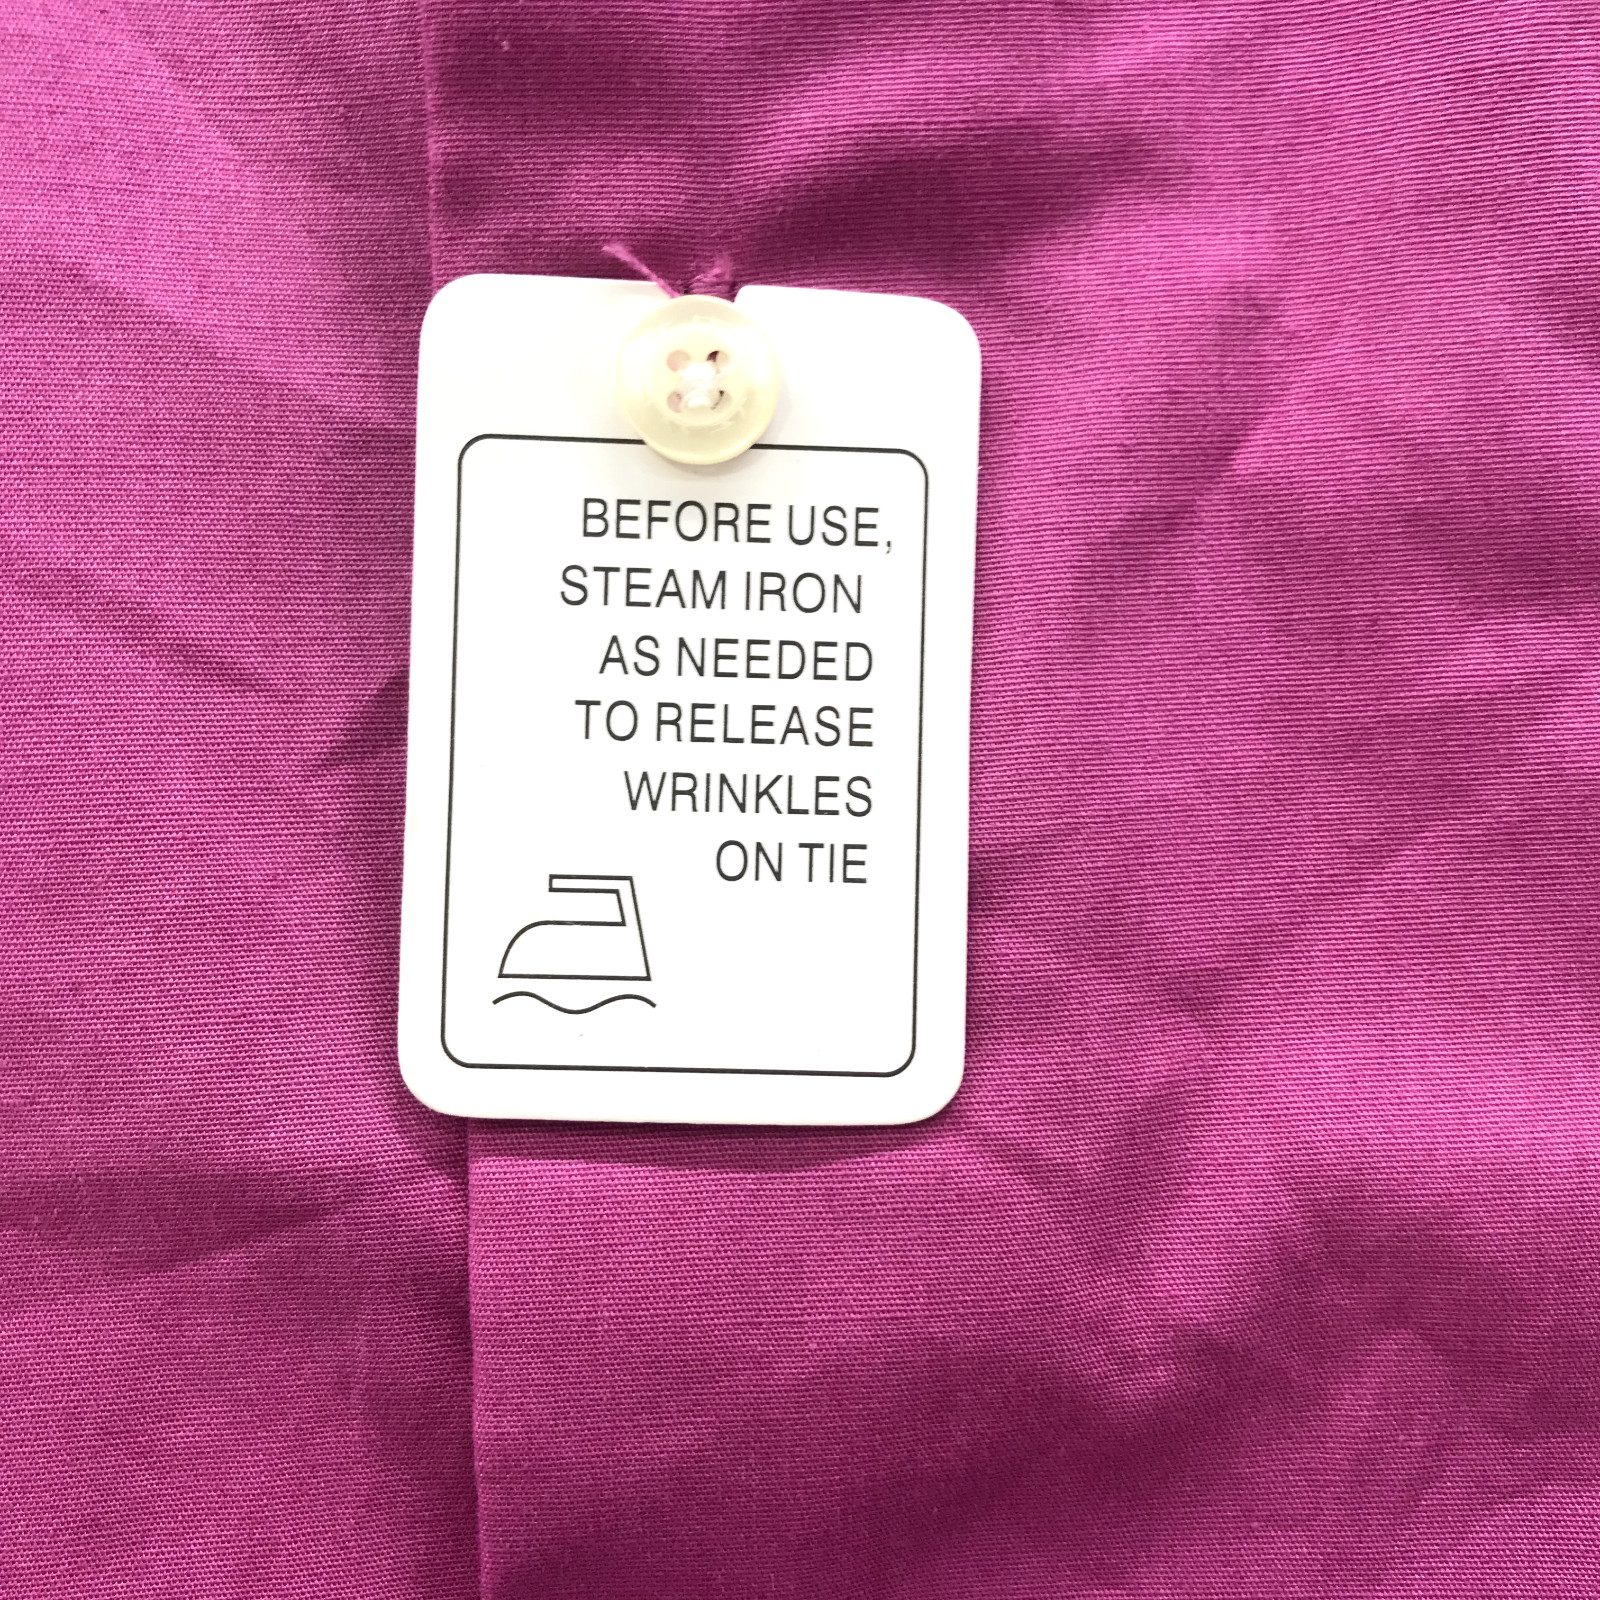 BEFORE USE,
STEAM IRON
AS NEEDED
TO RELEASE
WRINKLES
ON TIE